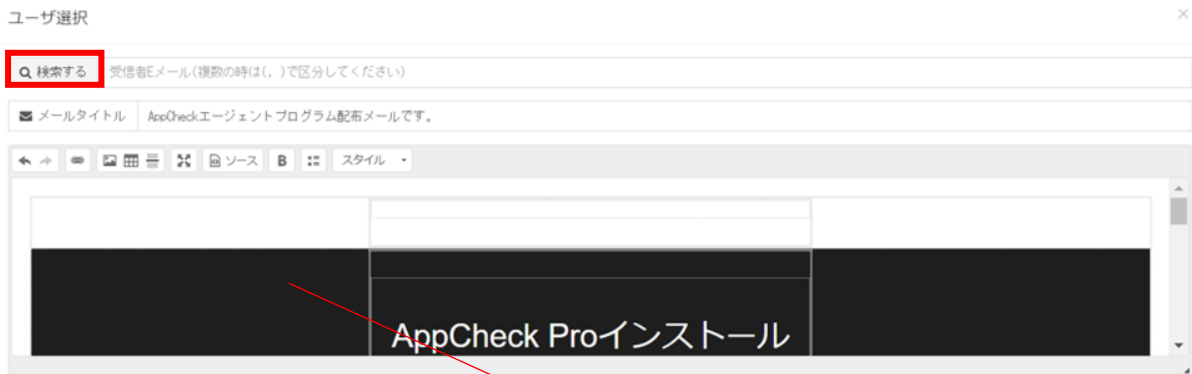 ユーザ選択
検索する 受信者Eメール(複数の時は(, )で区分してください)
メールタイトル AppCheckエージェントプログラム配布メールです。
ソース B スタイル
AppCheck Proインストール